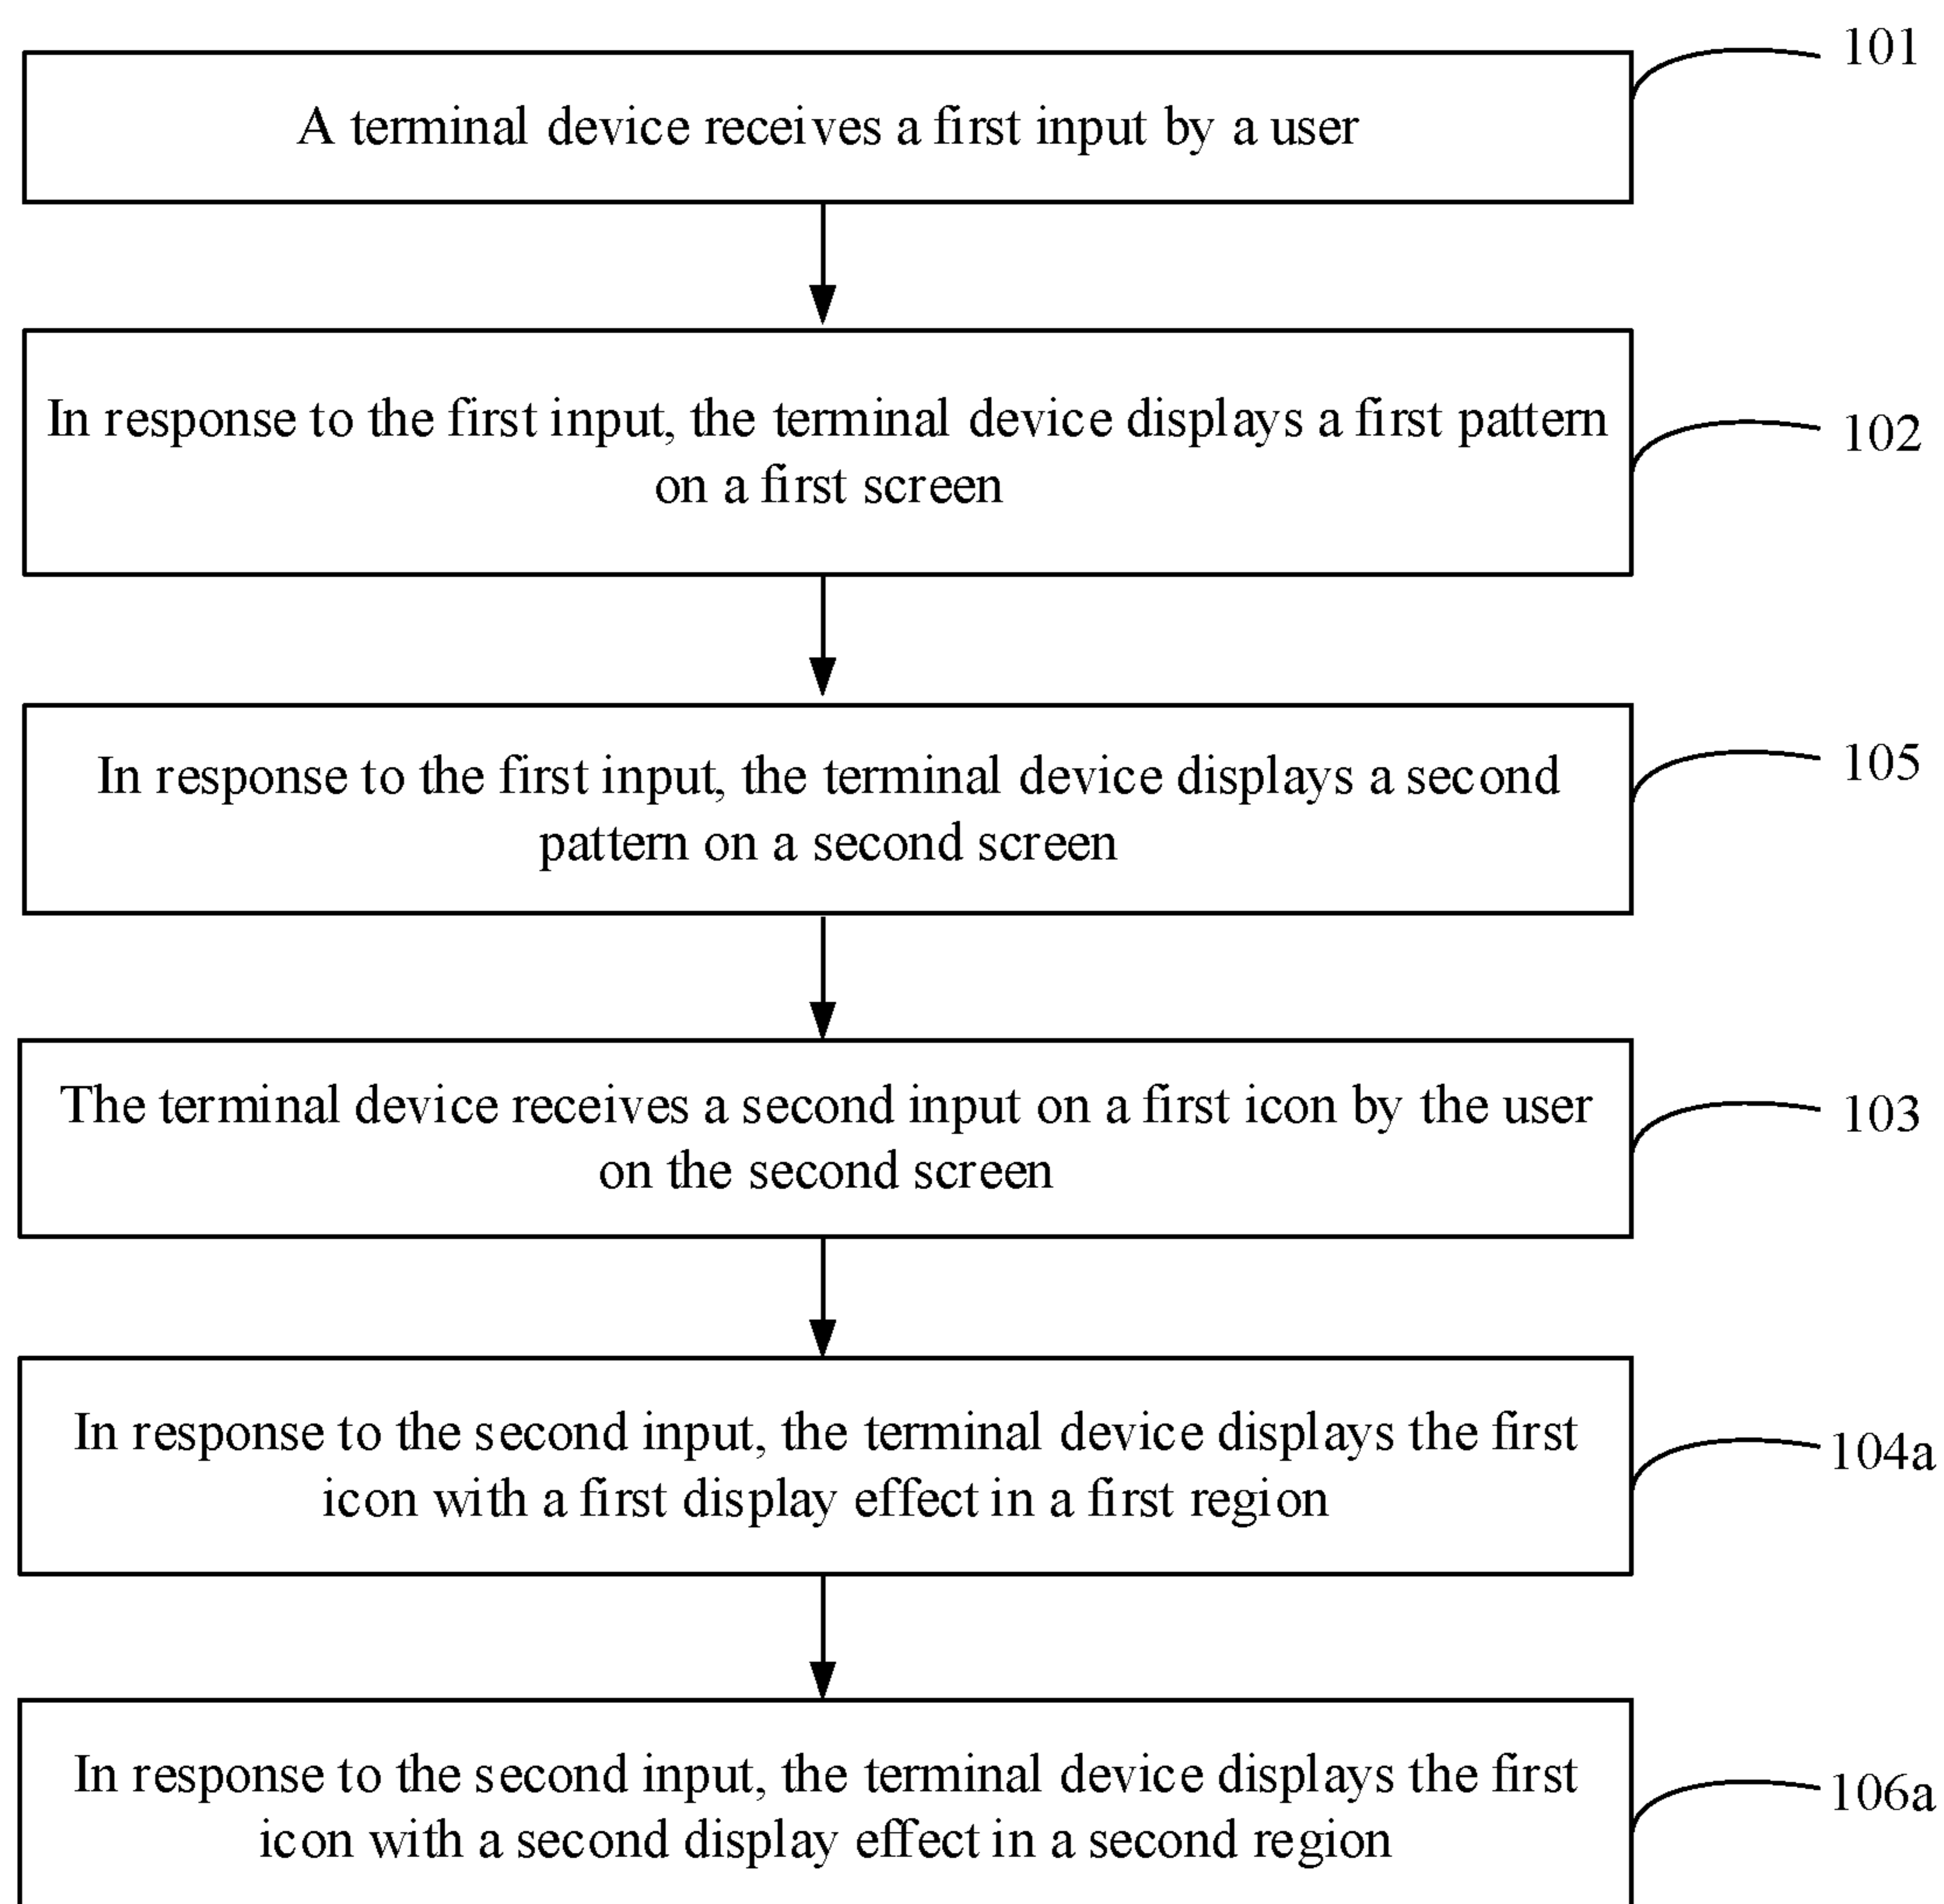 101
A terminal device receives a first input by a user
In response to the first input, the terminal device displays a first pattern
on a first screen
102
In response to the first input, the terminal device displays a second
pattern on a second screen
105
The terminal device receives a second input on a first icon by the user
on the second screen
103
In response to the second input, the terminal device displays the first
icon with a first display effect in a first region
104a
In response to the second input, the terminal device displays the first
icon with a second display effect in a second region
106a